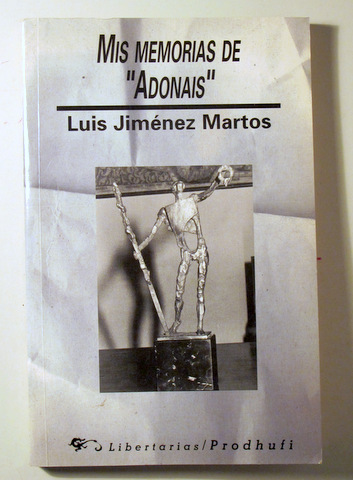 MIS MEMORIAS DE
"ADONAIS"
Luis Jiménez Martos
Libertarias/Prodhufi